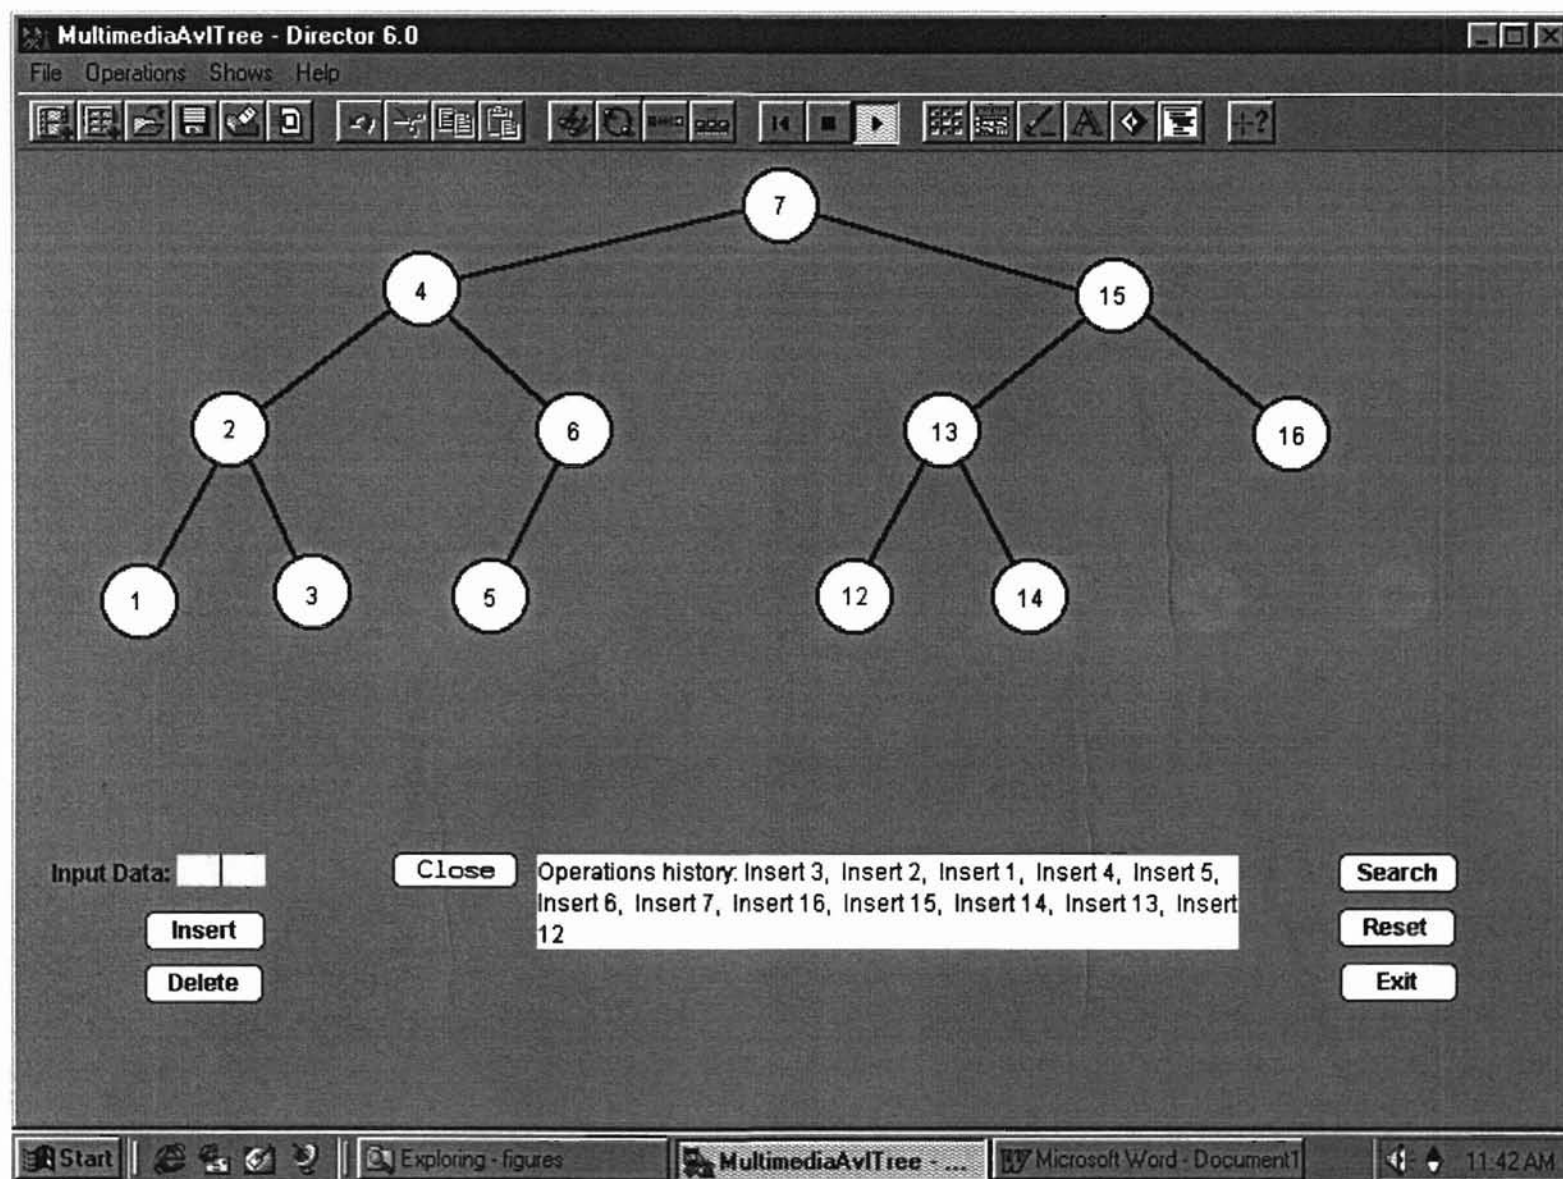 MultimediaAvlTree - Director 6.0
File Operations Shows Help
7
4
15
2
6
13
16
1
3
5
12
14
Input Data:
Close
Operations history: Insert 3, Insert 2, Insert 1, Insert 4, Insert 5,
Insert 6, Insert 7, Insert 16, Insert 15, Insert 14, Insert 13, Insert
12
Search
Insert
Reset
Delete
Exit
Start
Exploring - figures
MultimediaAvlTree - ...
Microsoft Word - Document1
11:42 AM